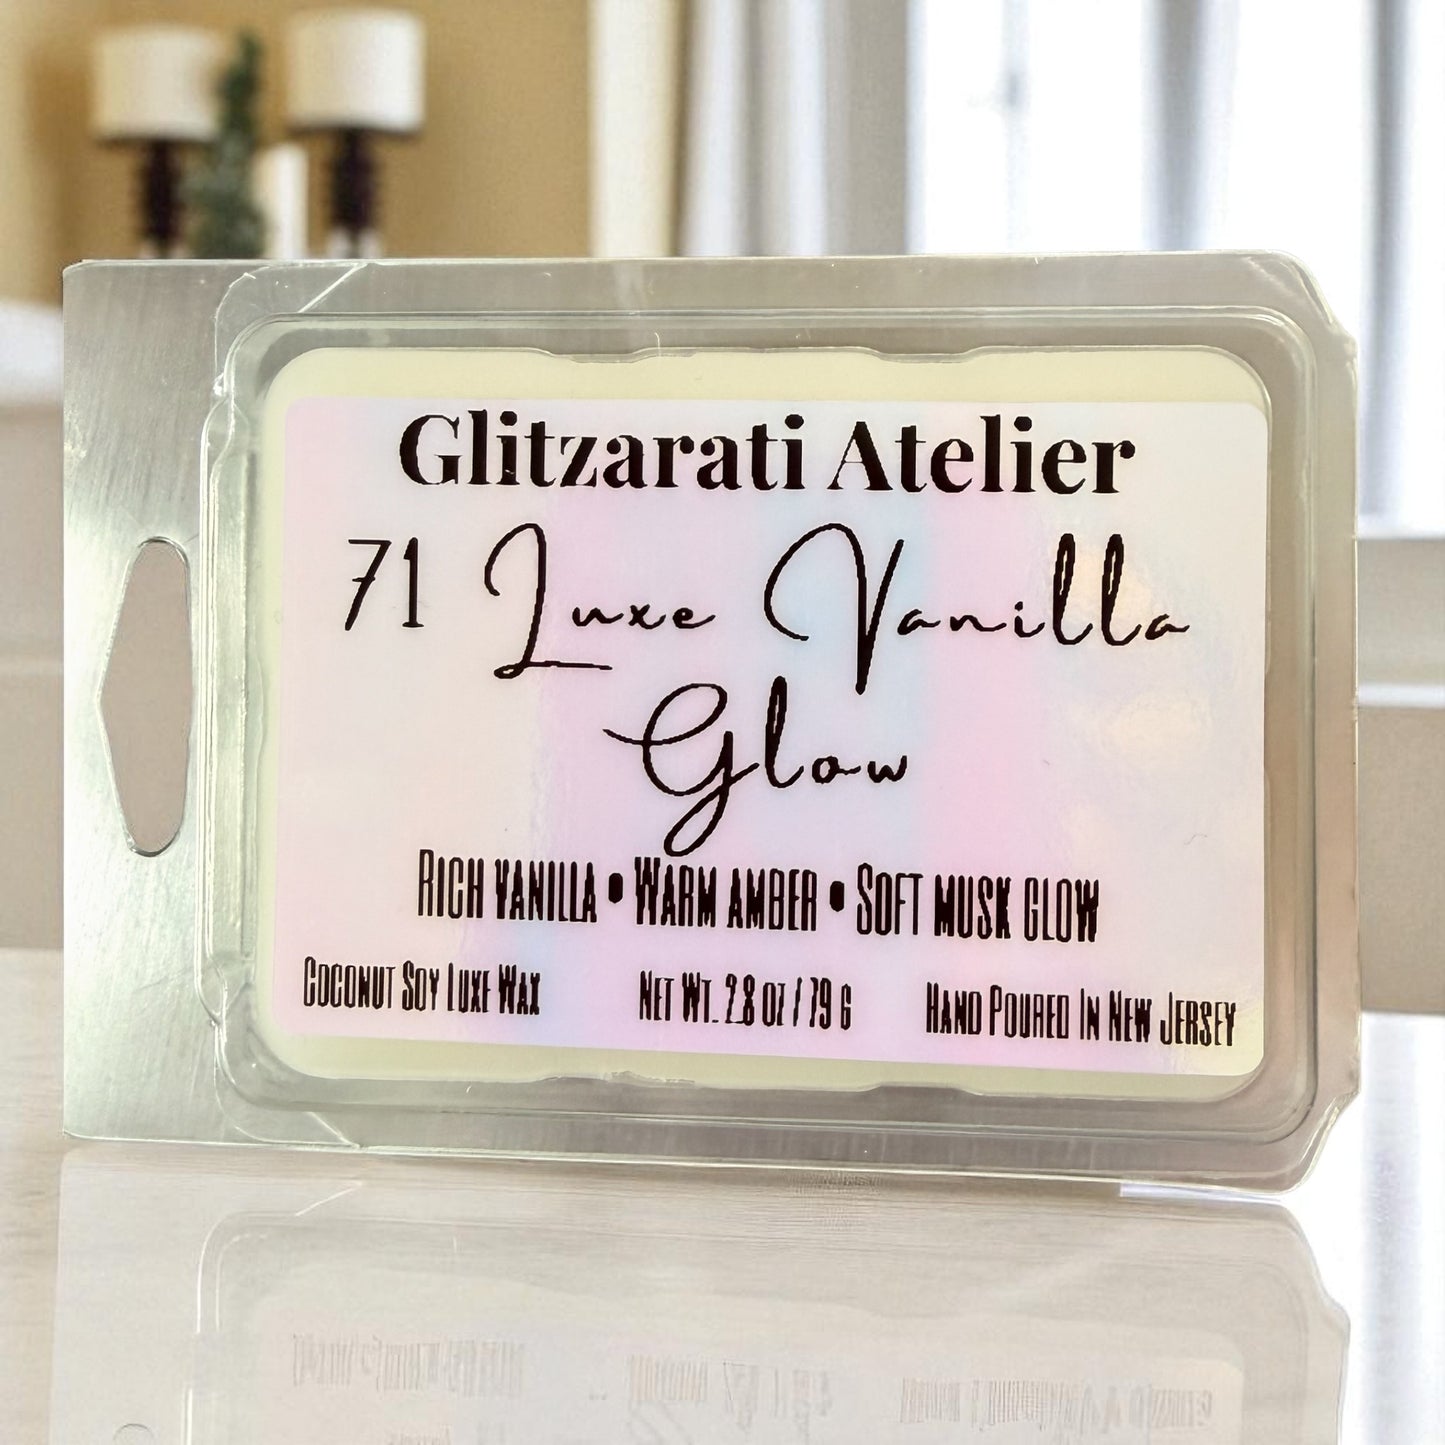 Glitzarati Atelier
71 Luxe Vanilla
Glow
Rich vanilla • Warm amber • Soft musk glow
Coconut Soy Luxe Wax Net Wt. 2.8 oz / 79 g Hand Poured In New Jersey